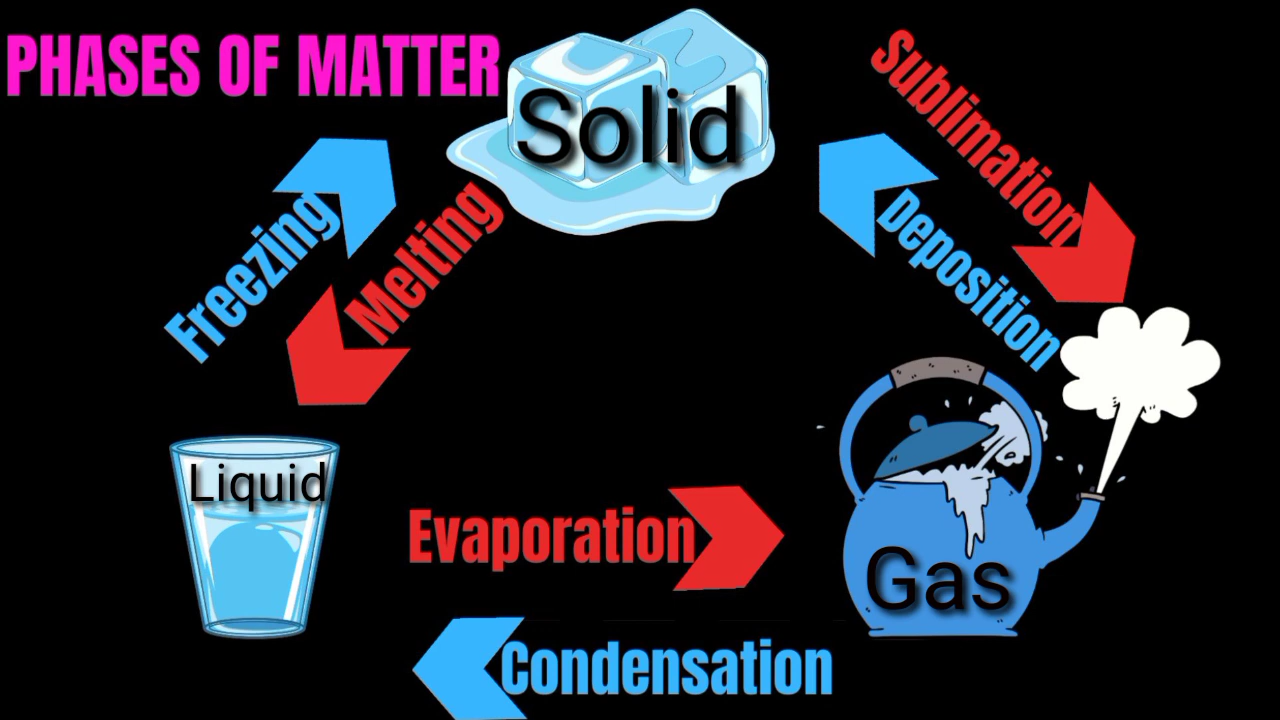 PHASES OF MATTER
Solid
Sublimation
Freezing
Melting
Deposition
Liquid
Evaporation
Gas
Condensation